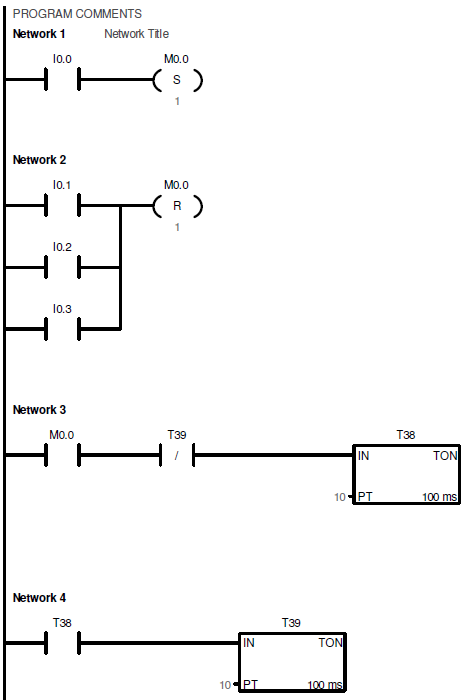 PROGRAM COMMENTS
Network 1 Network Title
I0.0 M0.0
S
1
Network 2
I0.1 M0.0
R
1
I0.2
I0.3
Network 3
M0.0 T39 T38
/ IN TON
10 PT 100 ms
Network 4
T38 T39
IN TON
10 PT 100 ms